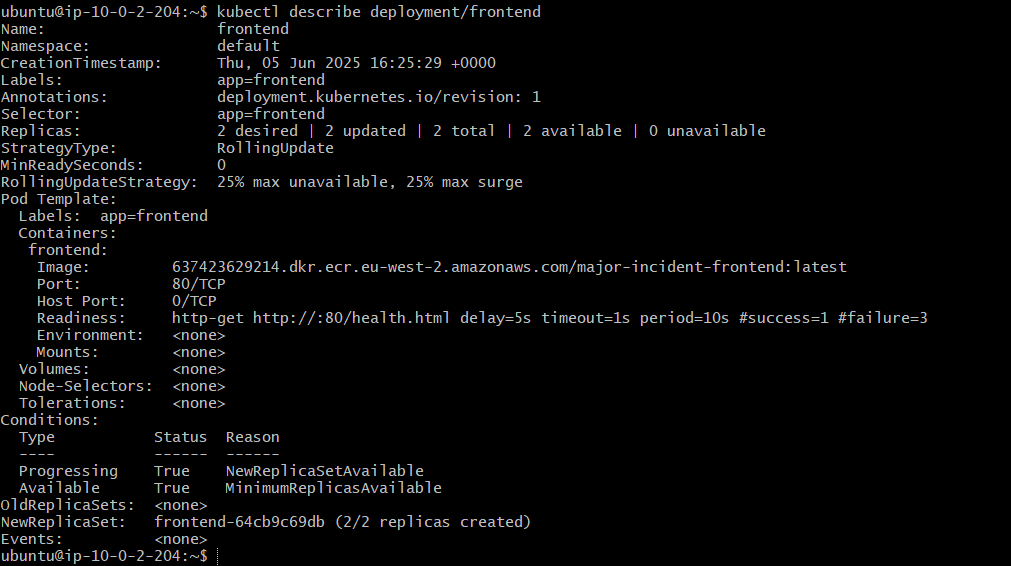 ubuntu@ip-10-0-2-204:~$ kubectl describe deployment/frontend
Name:                   frontend
Namespace:              default
CreationTimestamp:      Thu, 05 Jun 2025 16:25:29 +0000
Labels:                 app=frontend
Annotations:            deployment.kubernetes.io/revision: 1
Selector:               app=frontend
Replicas:               2 desired | 2 updated | 2 total | 2 available | 0 unavailable
StrategyType:           RollingUpdate
MinReadySeconds:        0
RollingUpdateStrategy:  25% max unavailable, 25% max surge
Pod Template:
  Labels:  app=frontend
  Containers:
   frontend:
    Image:         637423629214.dkr.ecr.eu-west-2.amazonaws.com/major-incident-frontend:latest
    Port:          80/TCP
    Host Port:     0/TCP
    Readiness:     http-get http://:80/health.html delay=5s timeout=1s period=10s #success=1 #failure=3
    Environment:   <none>
    Mounts:        <none>
  Volumes:         <none>
  Node-Selectors:  <none>
  Tolerations:     <none>
Conditions:
  Type           Status  Reason
  ----           ------  ------
  Progressing    True    NewReplicaSetAvailable
  Available      True    MinimumReplicasAvailable
OldReplicaSets:  <none>
NewReplicaSet:   frontend-64cb9c69db (2/2 replicas created)
Events:          <none>
ubuntu@ip-10-0-2-204:~$